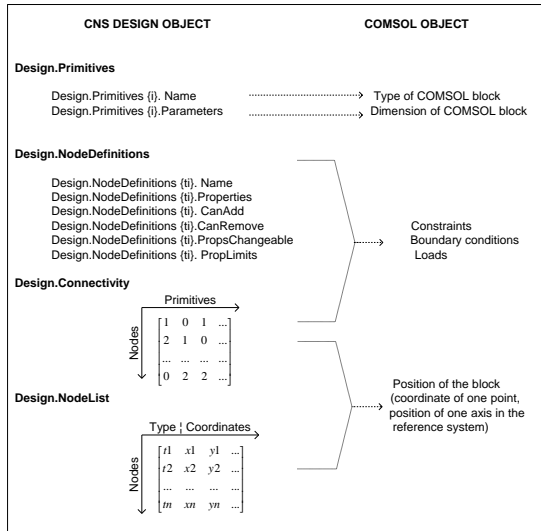 CNS DESIGN OBJECT COMSOL OBJECT
Design.Primitives
Design.Primitives {i}. Name Type of COMSOL block
Design.Primitives {i}.Parameters Dimension of COMSOL block
Design.NodeDefinitions
Design.NodeDefinitions {ti}. Name
Design.NodeDefinitions {ti}.Properties
Design.NodeDefinitions {ti}. CanAdd
Design.NodeDefinitions {ti}.CanRemove
Design.NodeDefinitions {ti}.PropsChangeable
Design.NodeDefinitions {ti}. PropLimits
Constraints
Boundary conditions
Loads
Design.Connectivity
Primitives
Nodes
1 0 1 ...
2 1 0 ...
... ... ... ...
0 2 2 ...
Position of the block
(coordinate of one point,
position of one axis in the
reference system)
Design.NodeList
Type ¦ Coordinates
Nodes
t1 x1 y1 ...
t2 x2 y2 ...
... ... ... ...
tn xn yn ...